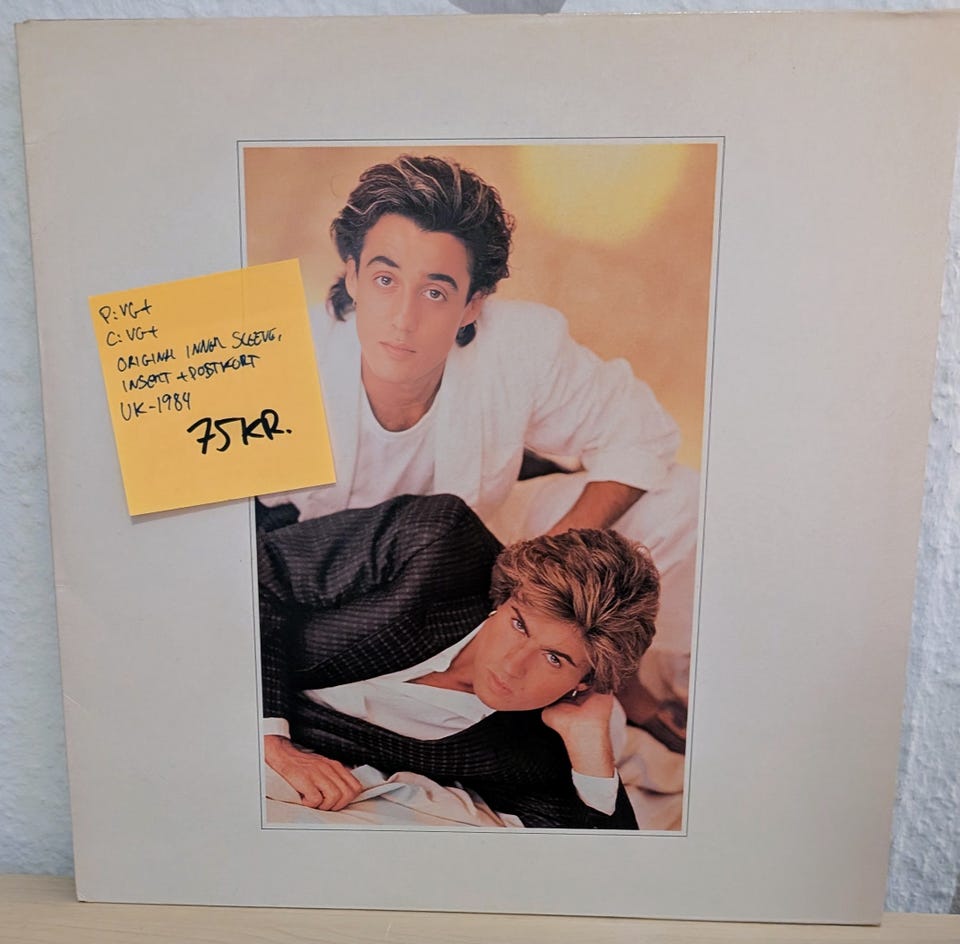 P: VG+
C: VG+
ORIGINAL INNER SLEEVE,
INSERT + POSTKORT
UK-1984
75 KR.